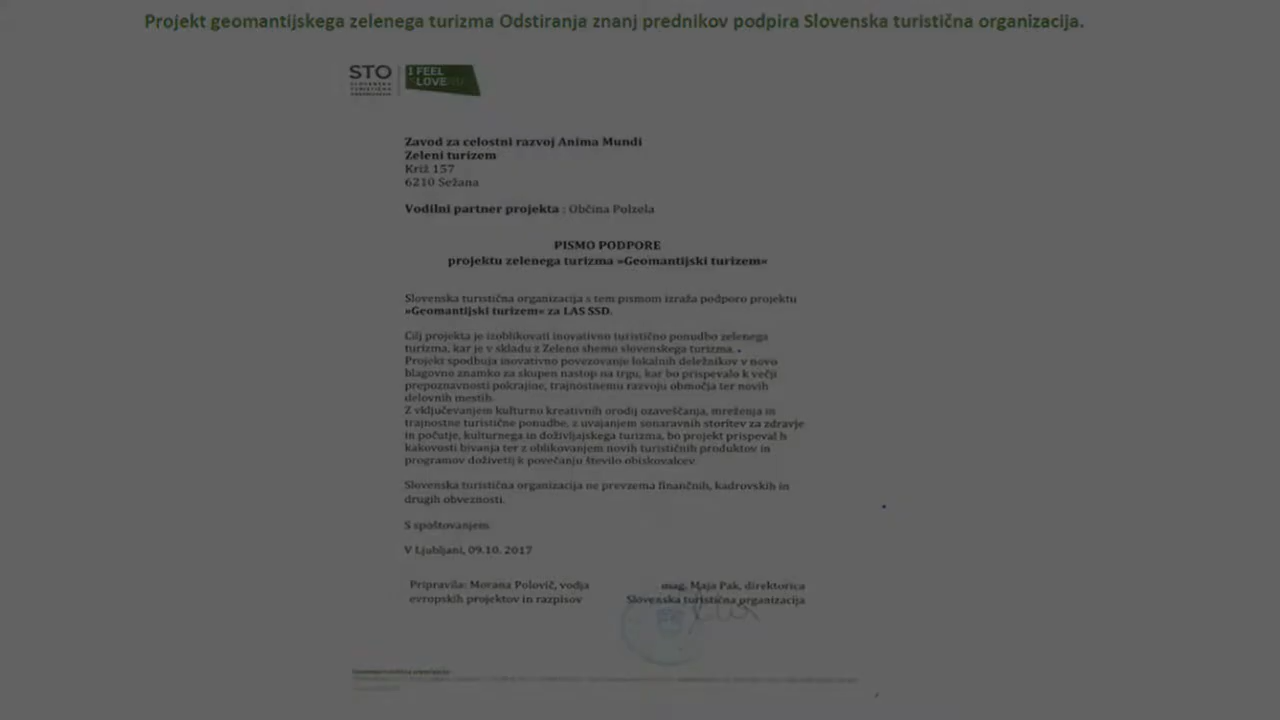 Projekt geomantijskega zelenega turizma Odstiranja znanj prednikov podpira Slovenska turistična organizacija.
STO
SLOVENSKA
TURISTIČNA
ORGANIZACIJA
I FEEL
SLOVENIA
Zavod za celostni razvoj Anima Mundi
Zeleni turizem
Križ 157
6210 Sežana
Vodilni partner projekta : Občina Polzela
PISMO PODPORE
projektu zelenega turizma »Geomantijski turizem«
Slovenska turistična organizacija s tem pismom izraža podporo projektu
»Geomantijski turizem« za LAS SSD.
Cilj projekta je izoblikovati inovativno turistično ponudbo zelenega
turizma, kar je v skladu z Zeleno shemo slovenskega turizma.
Projekt spodbuja inovativno povezovanje lokalnih deležnikov v novo
blagovno znamko za skupen nastop na trgu, kar bo prispevalo k večji
prepoznavnosti pokrajine, trajnostnemu razvoju območja ter novih
delovnih mestih.
Z vključevanjem kulturno kreativnih orodij ozaveščanja, mreženja in
trajnostne turistične ponudbe, z uvajanjem sonaravnih storitev za zdravje
in počutje, kulturnega in doživljajskega turizma, bo projekt prispeval h
kakovosti bivanja ter z oblikovanjem novih turističnih produktov in
programov doživetij k povečanju število obiskovalcev.
Slovenska turistična organizacija ne prevzema finančnih, kadrovskih in
drugih obveznosti.
S spoštovanjem
V Ljubljani, 09.10. 2017
Pripravila: Morana Polovič, vodja
evropskih projektov in razpisov
mag. Maja Pak, direktorica
Slovenska turistična organizacija